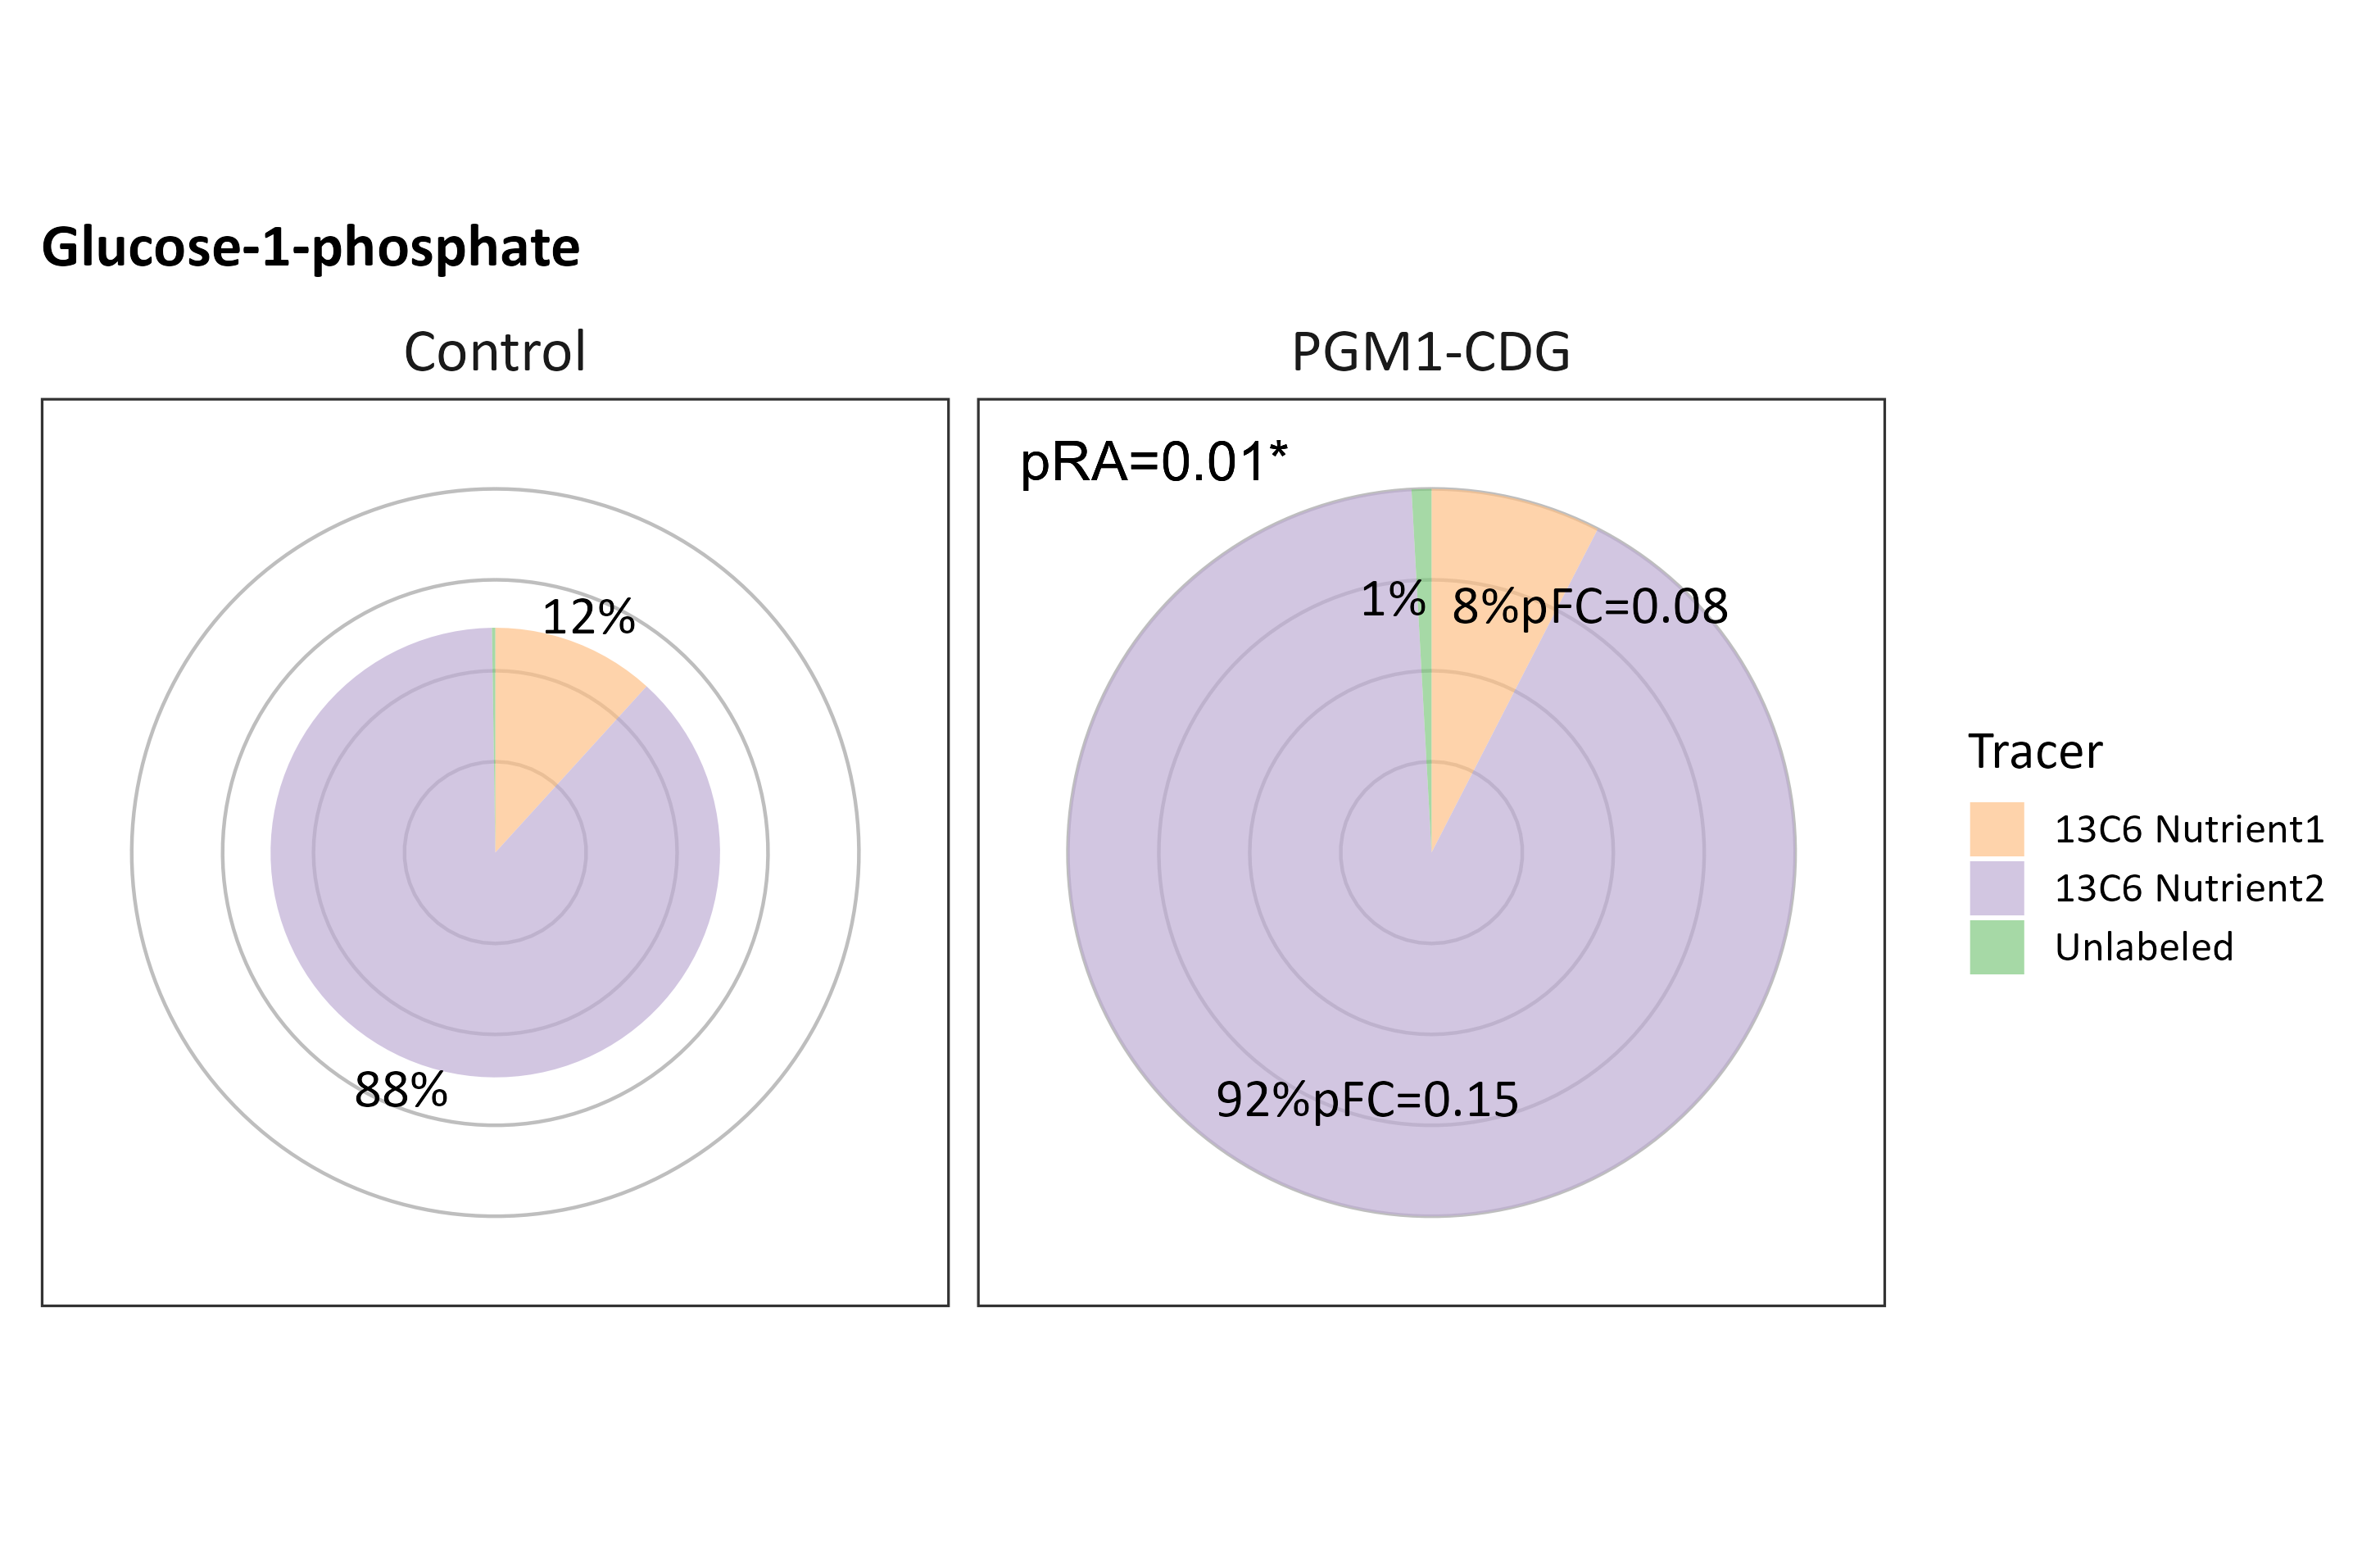 Glucose-1-phosphate
Control
PGM1-CDG
pRA=0.01*
12%
88%
1%
8%pFC=0.08
92%pFC=0.15
Tracer
13C6 Nutrient1
13C6 Nutrient2
Unlabeled